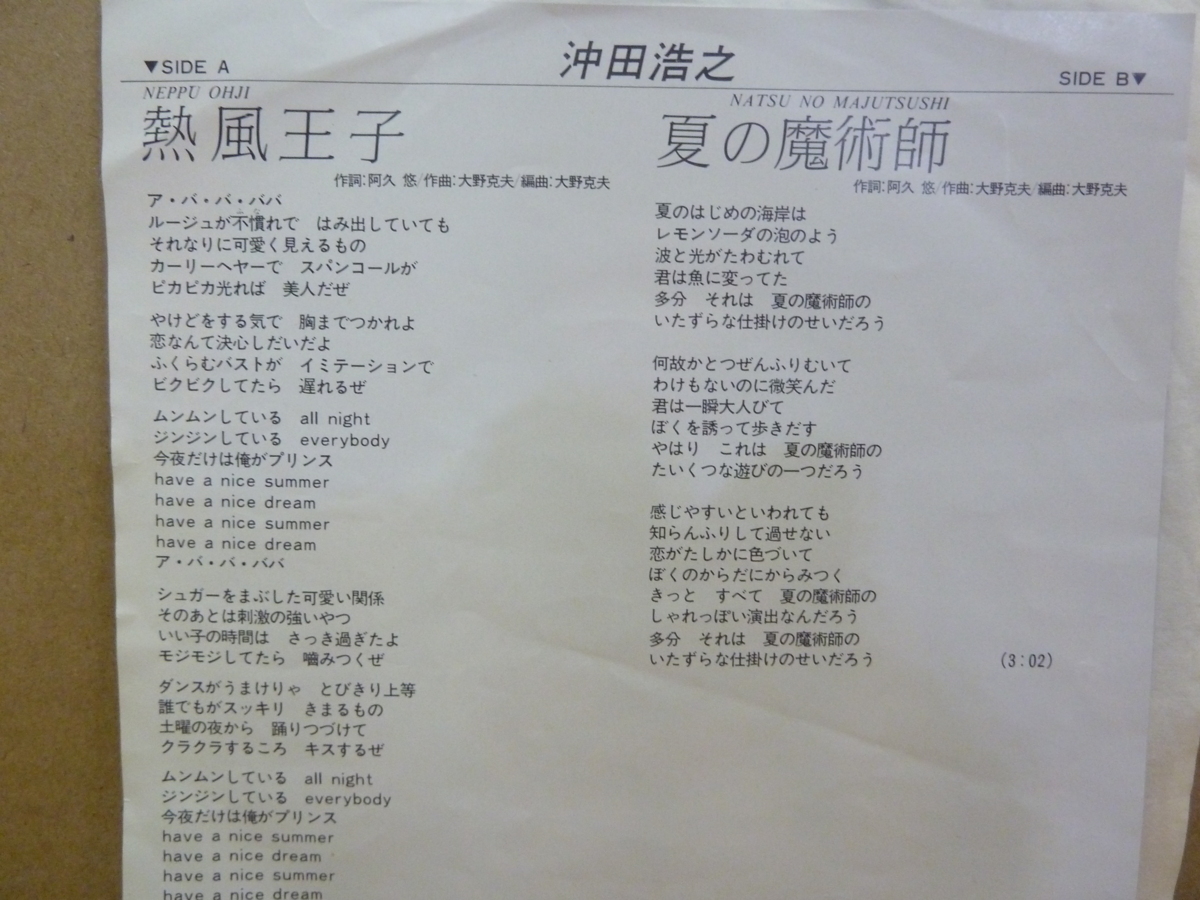 沖田浩之
▼SIDE A
NEPPU OHJI
熱風王子
作詞:阿久 悠/作曲:大野克夫/編曲:大野克夫
ア・バ・バ・ババ
ルージュが不慣れで　はみ出していても
それなりに可愛く見えるもの
カーリーヘヤーで　スパンコールが
ピカピカ光れば　美人だぜ
やけどをする気で　胸までつかれよ
恋なんて決心しだいだよ
ふくらむバストが　イミテーションで
ビクビクしてたら　遅れるぜ
ムンムンしている　all night
ジンジンしている　everybody
今夜だけは俺がプリンス
have a nice summer
have a nice dream
have a nice summer
have a nice dream
ア・バ・バ・ババ
シュガーをまぶした可愛い関係
そのあとは刺激の強いやつ
いい子の時間は　さっき過ぎたよ
モジモジしてたら　嚙みつくぜ
ダンスがうまけりゃ　とびきり上等
誰でもがスッキリ　きまるもの
土曜の夜から　踊りつづけて
クラクラするころ　キスするぜ
ムンムンしている　all night
ジンジンしている　everybody
今夜だけは俺がプリンス
have a nice summer
have a nice dream
have a nice summer
have a nice dream
SIDE B▼
NATSU NO MAJUTSUSHI
夏の魔術師
作詞:阿久 悠/作曲:大野克夫/編曲:大野克夫
夏のはじめの海岸は
レモンソーダの泡のよう
波と光がたわむれて
君は魚に変ってた
多分　それは　夏の魔術師の
いたずらな仕掛けのせいだろう
何故かとつぜんふりむいて
わけもないのに微笑んだ
君は一瞬大人びて
ぼくを誘って歩きだす
やはり　これは　夏の魔術師の
たいくつな遊びの一つだろう
感じやすいといわれても
知らんふりして過せない
恋がたしかに色づいて
ぼくのからだにからみつく
きっと　すべて　夏の魔術師の
しゃれっぽい演出なんだろう
多分　それは　夏の魔術師の
いたずらな仕掛けのせいだろう
(3:02)